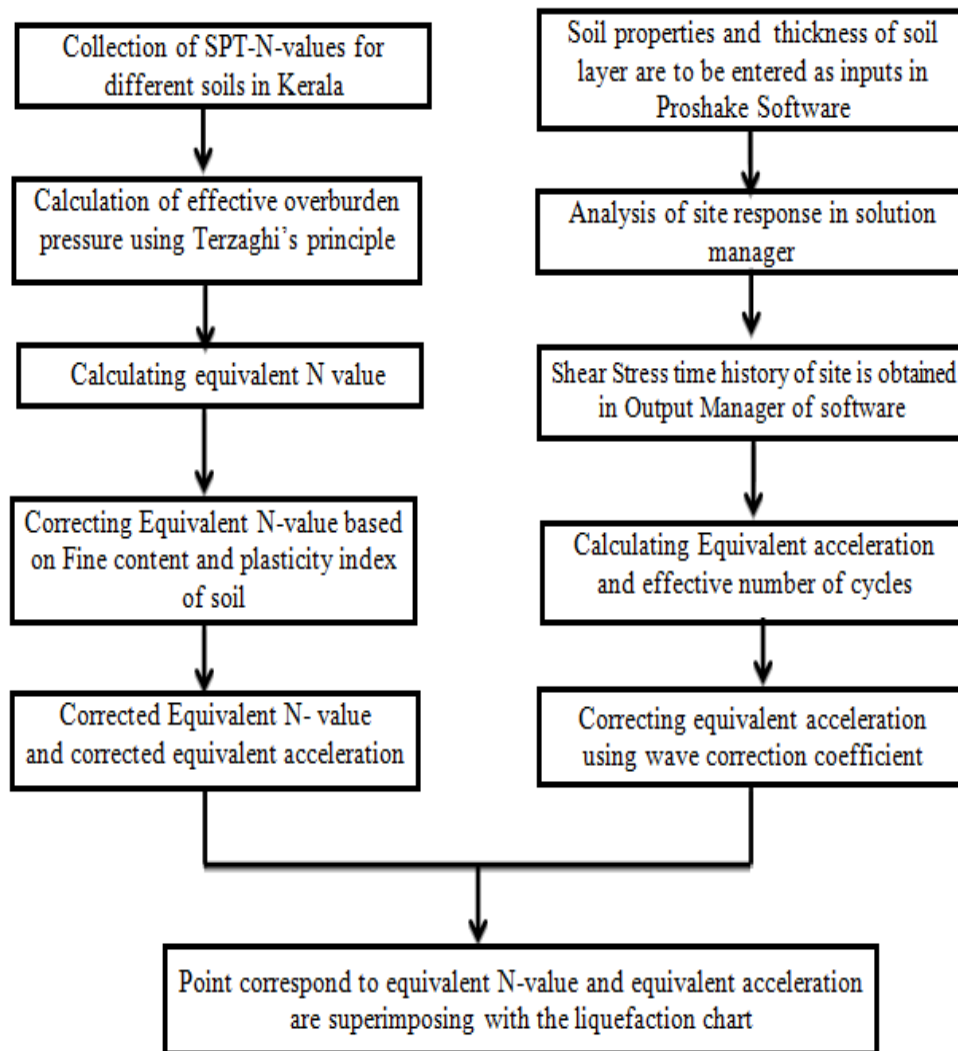 Collection of SPT-N-values for
different soils in Kerala
Calculation of effective overburden
pressure using Terzaghi's principle
Calculating equivalent N value
Correcting Equivalent N-value based
on Fine content and plasticity index
of soil
Corrected Equivalent N- value
and corrected equivalent acceleration
Soil properties and thickness of soil
layer are to be entered as inputs in
Proshake Software
Analysis of site response in solution
manager
Shear Stress time history of site is obtained
in Output Manager of software
Calculating Equivalent acceleration
and effective number of cycles
Correcting equivalent acceleration
using wave correction coefficient
Point correspond to equivalent N-value and equivalent acceleration
are superimposing with the liquefaction chart